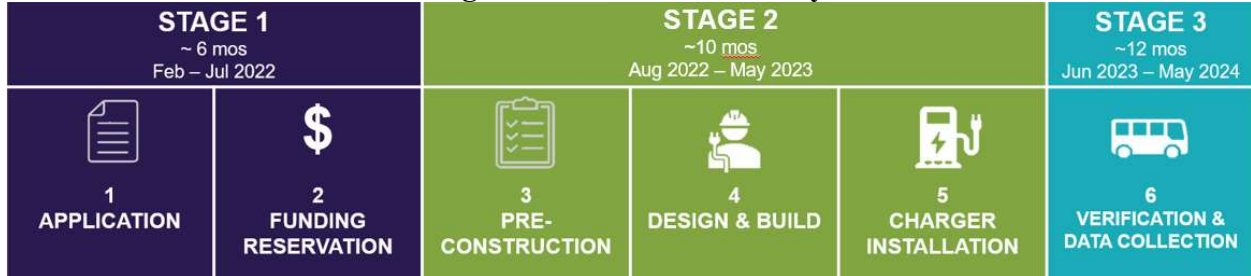 STAGE 1
~ 6 mos
Feb – Jul 2022
STAGE 2
~10 mos
Aug 2022 – May 2023
STAGE 3
~12 mos
Jun 2023 – May 2024
$
1
APPLICATION
2
FUNDING
RESERVATION
3
PRE-
CONSTRUCTION
4
DESIGN & BUILD
5
CHARGER
INSTALLATION
6
VERIFICATION &
DATA COLLECTION